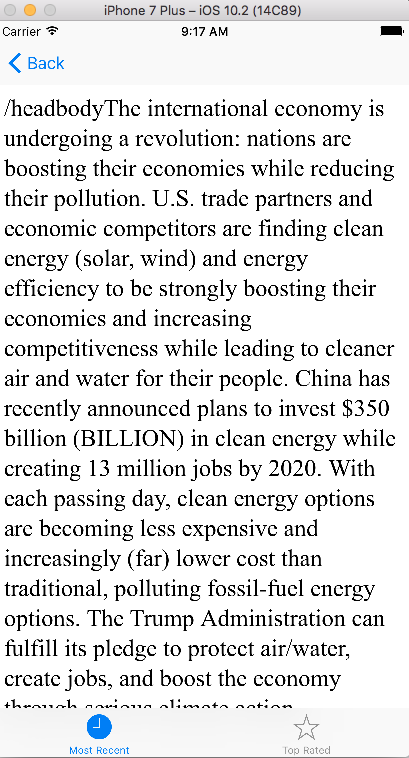 iPhone 7 Plus – iOS 10.2 (14C89)
Carrier 9:17 AM
Back
/headbodyThe international economy is
undergoing a revolution: nations are
boosting their economies while reducing
their pollution. U.S. trade partners and
economic competitors are finding clean
energy (solar, wind) and energy
efficiency to be strongly boosting their
economies and increasing
competitiveness while leading to cleaner
air and water for their people. China has
recently announced plans to invest $350
billion (BILLION) in clean energy while
creating 13 million jobs by 2020. With
each passing day, clean energy options
are becoming less expensive and
increasingly (far) lower cost than
traditional, polluting fossil-fuel energy
options. The Trump Administration can
fulfill its pledge to protect air/water,
create jobs, and boost the economy
through serious climate action
Most Recent Top Rated